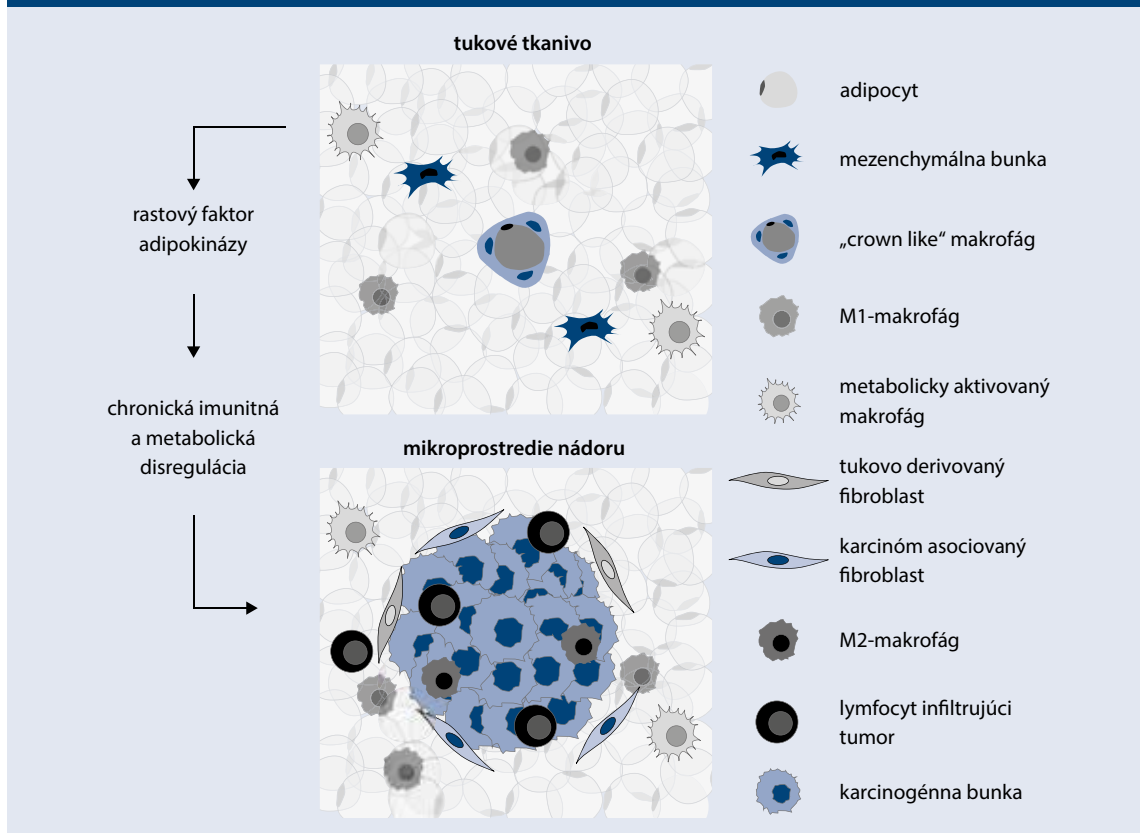 tukové tkanivo
rastový faktor
adipokinázy
chronická imunitná
a metabolická
disregulácia
mikroprostredie nádoru
adipocyt
mezenchymálna bunka
„crown like“ makrofág
M1-makrofág
metabolicky aktivovaný
makrofág
tukovo derivovaný
fibroblast
karcinóm asociovaný
fibroblast
M2-makrofág
lymfocyt infiltrujúci
tumor
karcinogénna bunka